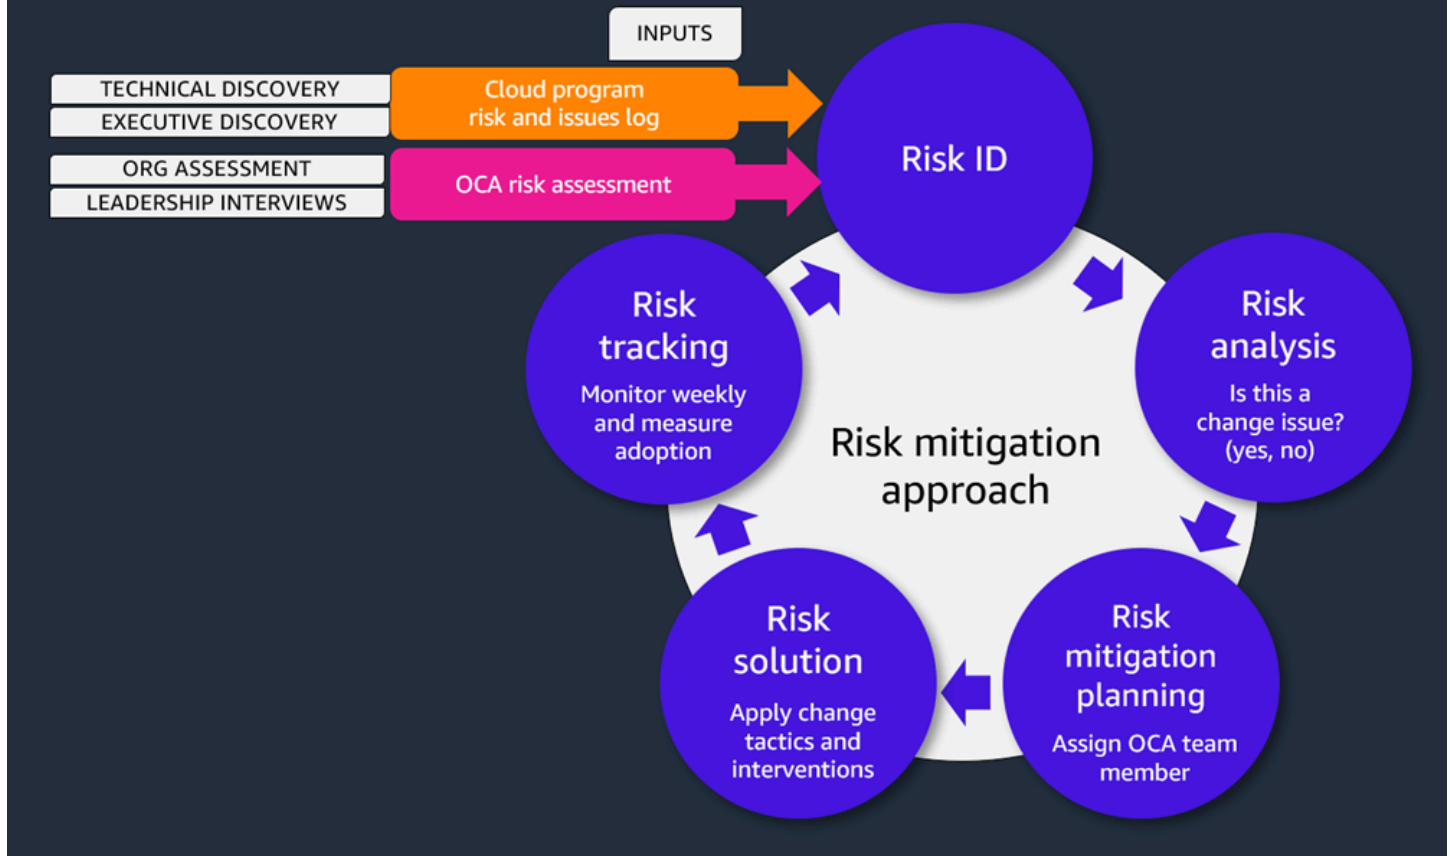 INPUTS
TECHNICAL DISCOVERY
EXECUTIVE DISCOVERY
Cloud program
risk and issues log
ORG ASSESSMENT
LEADERSHIP INTERVIEWS
OCA risk assessment
Risk ID
Risk
analysis
Is this a
change issue?
(yes, no)
Risk
mitigation
planning
Assign OCA team
member
Risk
solution
Apply change
tactics and
interventions
Risk
tracking
Monitor weekly
and measure
adoption
Risk mitigation
approach